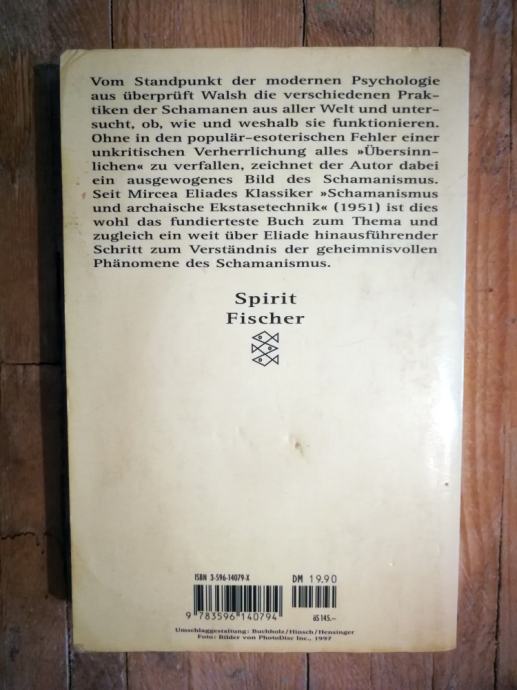 Vom Standpunkt der modernen Psychologie
aus überprüft Walsh die verschiedenen Prak-
tiken der Schamanen aus aller Welt und unter-
sucht, ob, wie und weshalb sie funktionieren.
Ohne in den populär-esoterischen Fehler einer
unkritischen Verherrlichung alles »Übersinn-
lichen« zu verfallen, zeichnet der Autor dabei
ein ausgewogenes Bild des Schamanismus.
Seit Mircea Eliades Klassiker »Schamanismus
und archaische Ekstasetechnik« (1951) ist dies
wohl das fundierteste Buch zum Thema und
zugleich ein weit über Eliade hinausführender
Schritt zum Verständnis der geheimnisvollen
Phänomene des Schamanismus.
Spirit
Fischer
ISBN 3-596-14079-X
DM 19.90
9 783596 140794
öS 145.–
Umschlaggestaltung: Buchholz/Hinsch/Hensinger
Foto: Bilder von PhotoDisc Inc., 1997